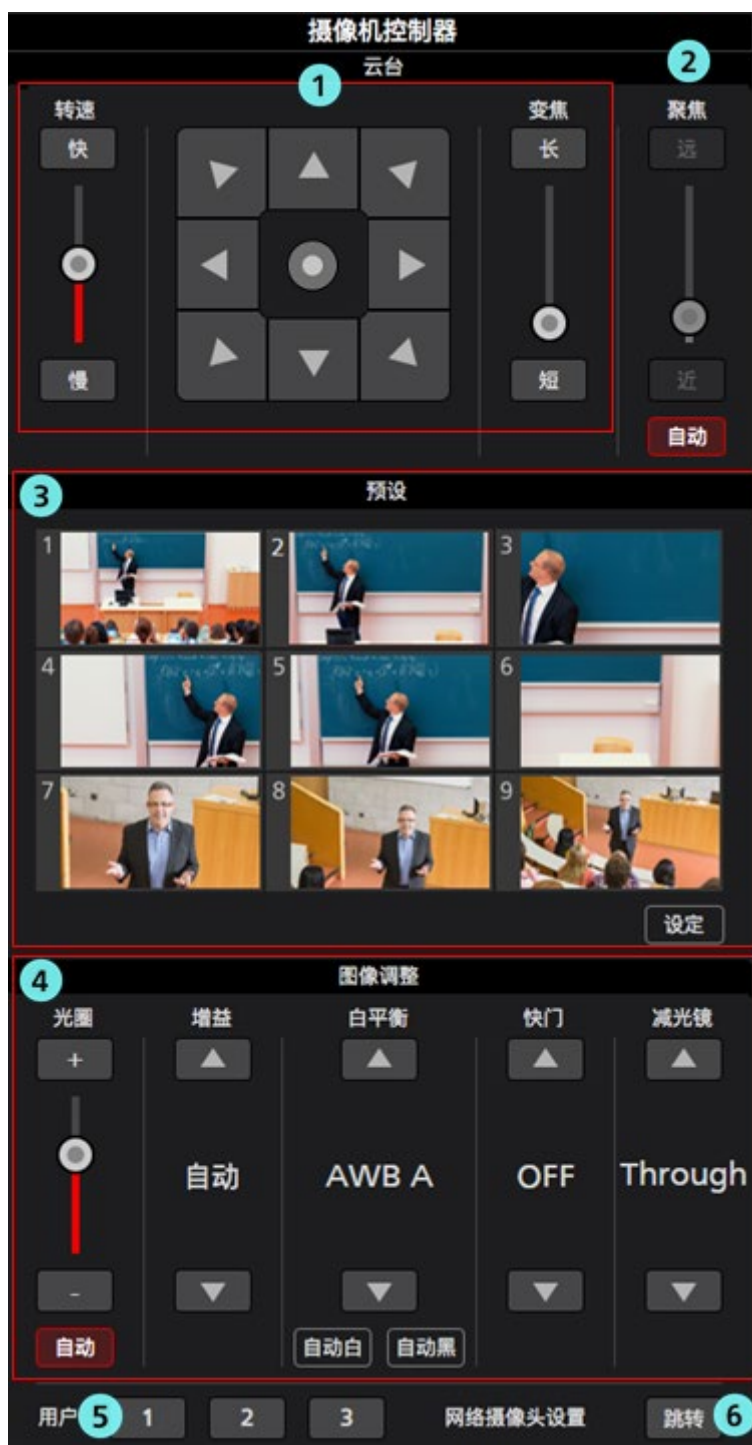 摄像机控制器
云台
1
2
转速
变焦
聚焦
快
长
远
慢
短
近
自动
3
预设
1
2
3
4
5
6
7
8
9
设定
4
图像调整
光圈
增益
白平衡
快门
减光镜
+
自动
AWB A
OFF
Through
-
自动
自动白
自动黑
用户
5
1
2
3
网络摄像头设置
跳转
6